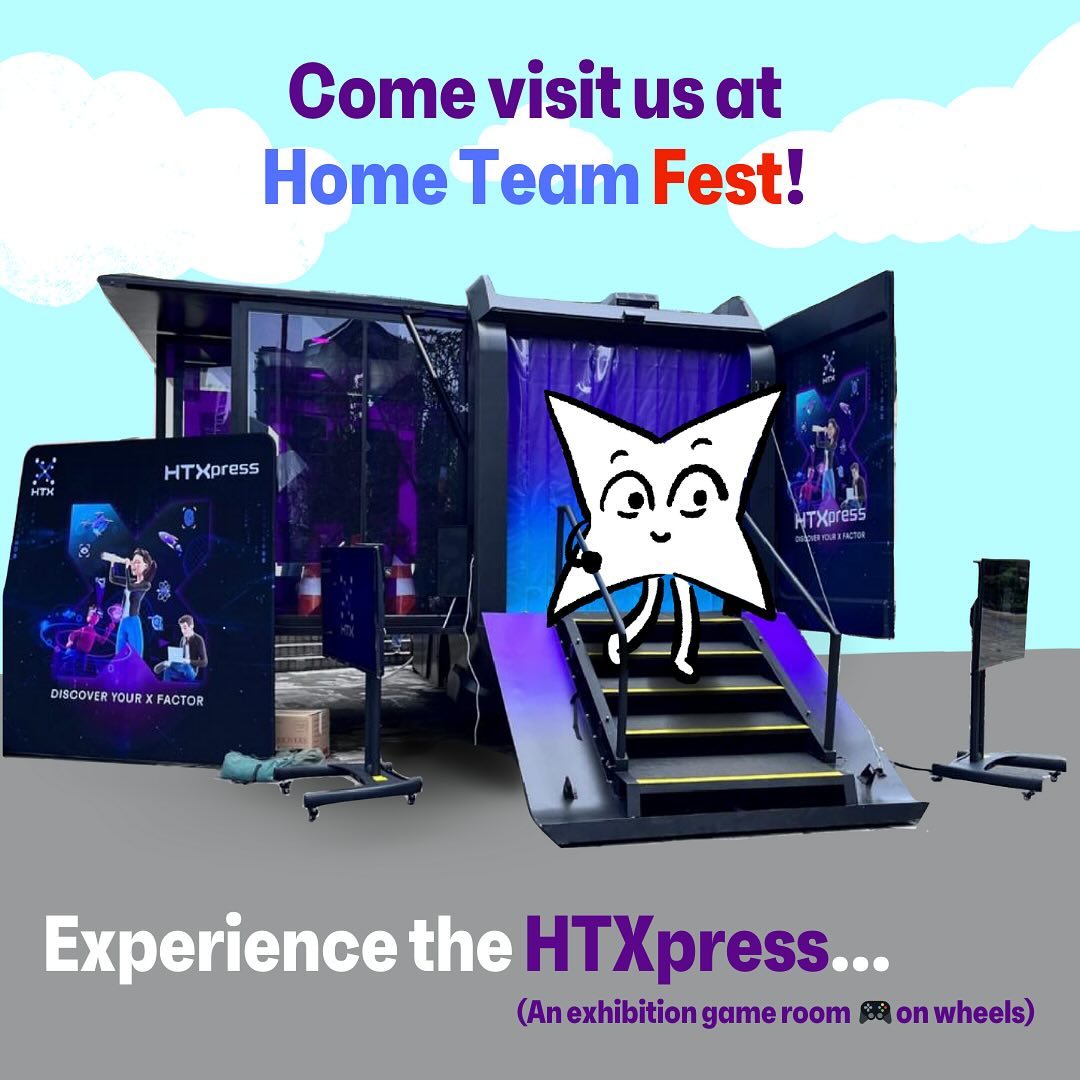 Come visit us at
Home Team Fest!
HTX
HTXpress
DISCOVER YOUR X FACTOR
HTX
HTX
HTXpress
DISCOVER YOUR X FACTOR
Experience the HTXpress...
(An exhibition game room 🎮 on wheels)